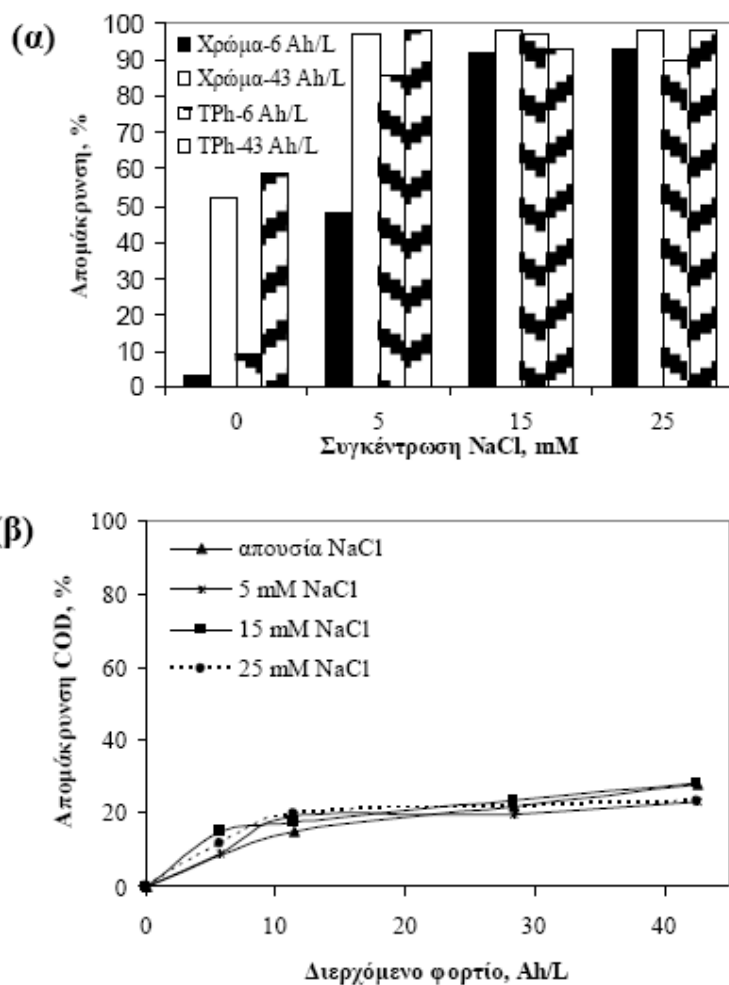 (α)
100
90
80
70
60
50
40
30
20
10
0
Απομάκρυνση, %
Χρώμα-6 Ah/L
Χρώμα-43 Ah/L
TPh-6 Ah/L
TPh-43 Ah/L
0 5 15 25
Συγκέντρωση NaCl, mM
(β)
100
80
60
40
20
0
Απομάκρυνση COD, %
απουσία NaCl
5 mM NaCl
15 mM NaCl
25 mM NaCl
0 10 20 30 40
Διερχόμενο φορτίο, Ah/L